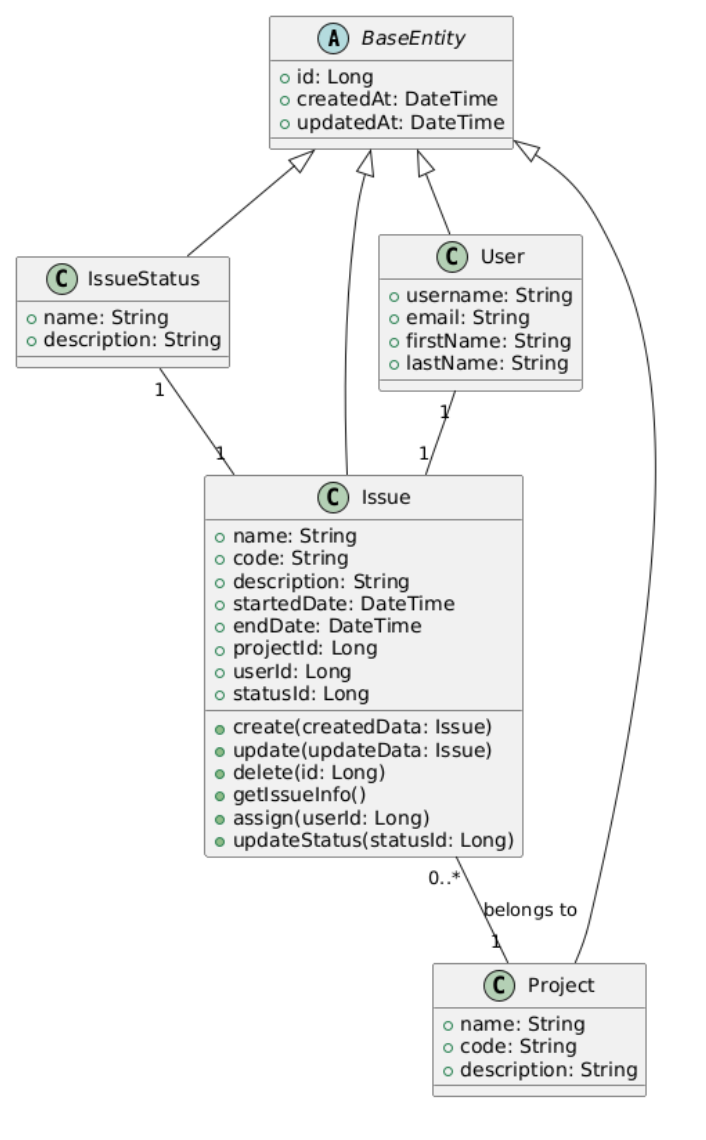 A BaseEntity
id: Long
createdAt: DateTime
updatedAt: DateTime
C IssueStatus
name: String
description: String
C User
username: String
email: String
firstName: String
lastName: String
1
1
1
1
C Issue
name: String
code: String
description: String
startedDate: DateTime
endDate: DateTime
projectId: Long
userId: Long
statusId: Long
create(createdData: Issue)
update(updateData: Issue)
delete(id: Long)
getIssueInfo()
assign(userId: Long)
updateStatus(statusId: Long)
0..*
belongs to
1
C Project
name: String
code: String
description: String